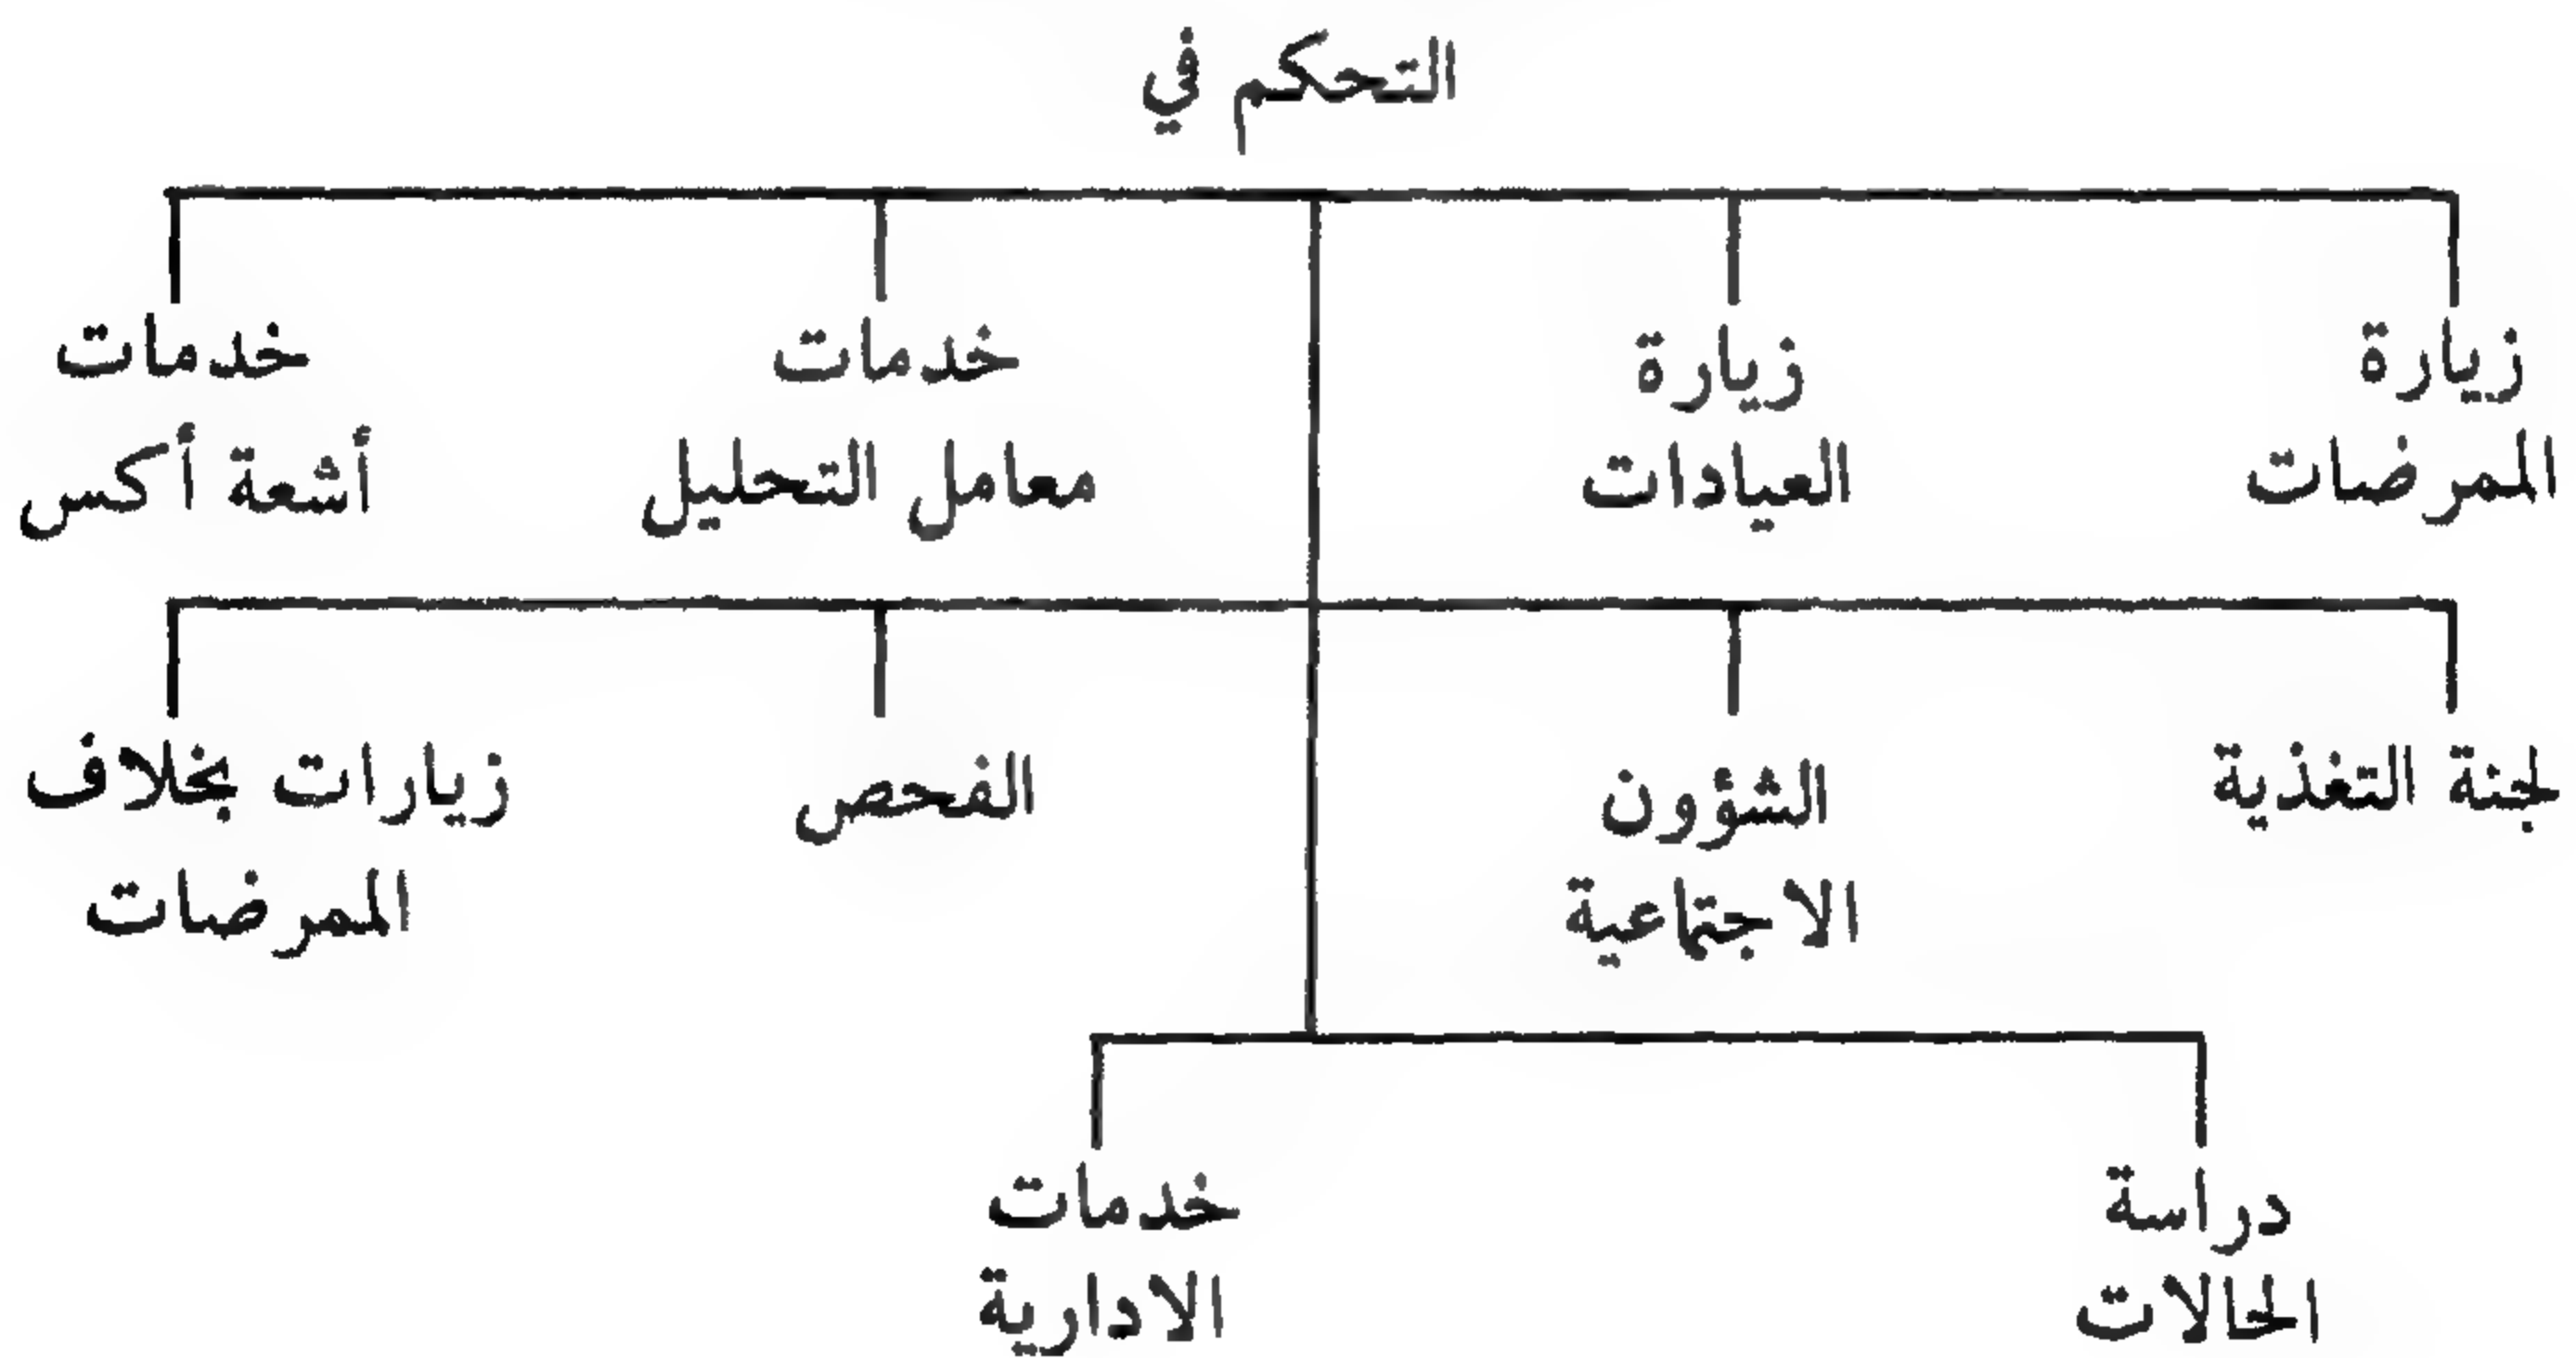 التحكم في
زيارة
الممرضات
زيارة
العيادات
خدمات
معامل التحليل
خدمات
أشعة أكس
لجنة التغذية
الشؤون
الاجتماعية
الفحص
زيارات بخلاف
الممرضات
دراسة
الحالات
خدمات
الادارية